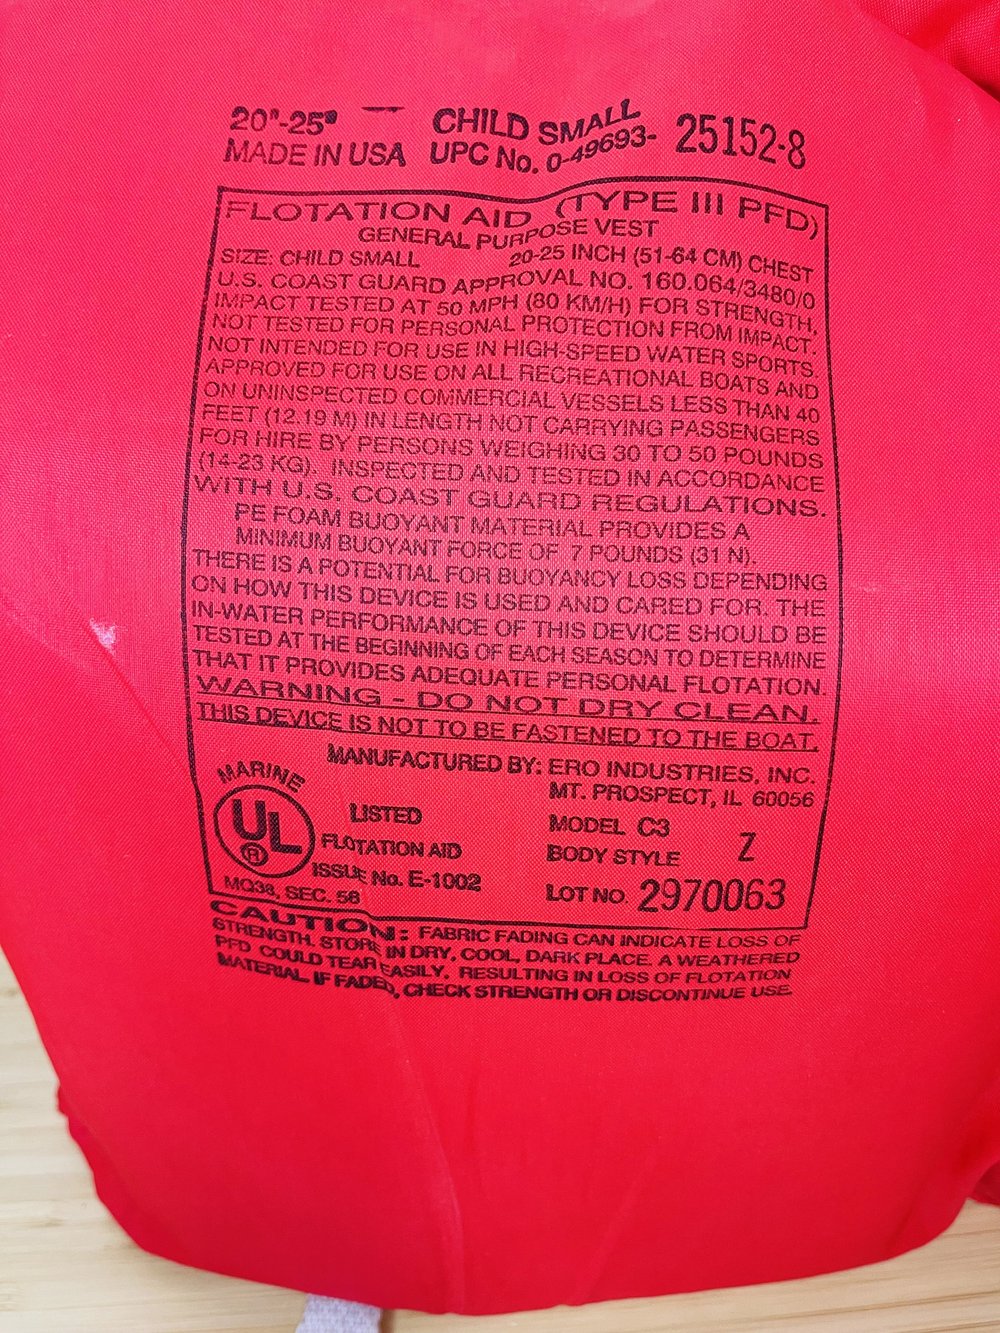 20"-25" CHILD SMALL
MADE IN USA UPC No. 0-49693- 25152-8
FLOTATION AID (TYPE III PFD)
GENERAL PURPOSE VEST
SIZE: CHILD SMALL 20-25 INCH (51-64 CM) CHEST
U.S. COAST GUARD APPROVAL NO. 160.064/3480/0
IMPACT TESTED AT 50 MPH (80 KM/H) FOR STRENGTH,
NOT TESTED FOR PERSONAL PROTECTION FROM IMPACT.
NOT INTENDED FOR USE IN HIGH-SPEED WATER SPORTS.
APPROVED FOR USE ON ALL RECREATIONAL BOATS AND
ON UNINSPECTED COMMERCIAL VESSELS LESS THAN 40
FEET (12.19 M) IN LENGTH NOT CARRYING PASSENGERS
FOR HIRE BY PERSONS WEIGHING 30 TO 50 POUNDS
(14-23 KG). INSPECTED AND TESTED IN ACCORDANCE
WITH U.S. COAST GUARD REGULATIONS.
PE FOAM BUOYANT MATERIAL PROVIDES A
MINIMUM BUOYANT FORCE OF 7 POUNDS (31 N).
THERE IS A POTENTIAL FOR BUOYANCY LOSS DEPENDING
ON HOW THIS DEVICE IS USED AND CARED FOR. THE
IN-WATER PERFORMANCE OF THIS DEVICE SHOULD BE
TESTED AT THE BEGINNING OF EACH SEASON TO DETERMINE
THAT IT PROVIDES ADEQUATE PERSONAL FLOTATION.
WARNING - DO NOT DRY CLEAN.
THIS DEVICE IS NOT TO BE FASTENED TO THE BOAT.
MANUFACTURED BY: ERO INDUSTRIES, INC.
MT. PROSPECT, IL 60056
MARINE
UL ®
LISTED
FLOTATION AID
ISSUE No. E-1002
MQ38, SEC. 56
MODEL C3
BODY STYLE Z
LOT NO. 2970063
CAUTION: FABRIC FADING CAN INDICATE LOSS OF
STRENGTH. STORE IN DRY, COOL, DARK PLACE. A WEATHERED
PFD COULD TEAR EASILY, RESULTING IN LOSS OF FLOTATION
MATERIAL. IF FADED, CHECK STRENGTH OR DISCONTINUE USE.